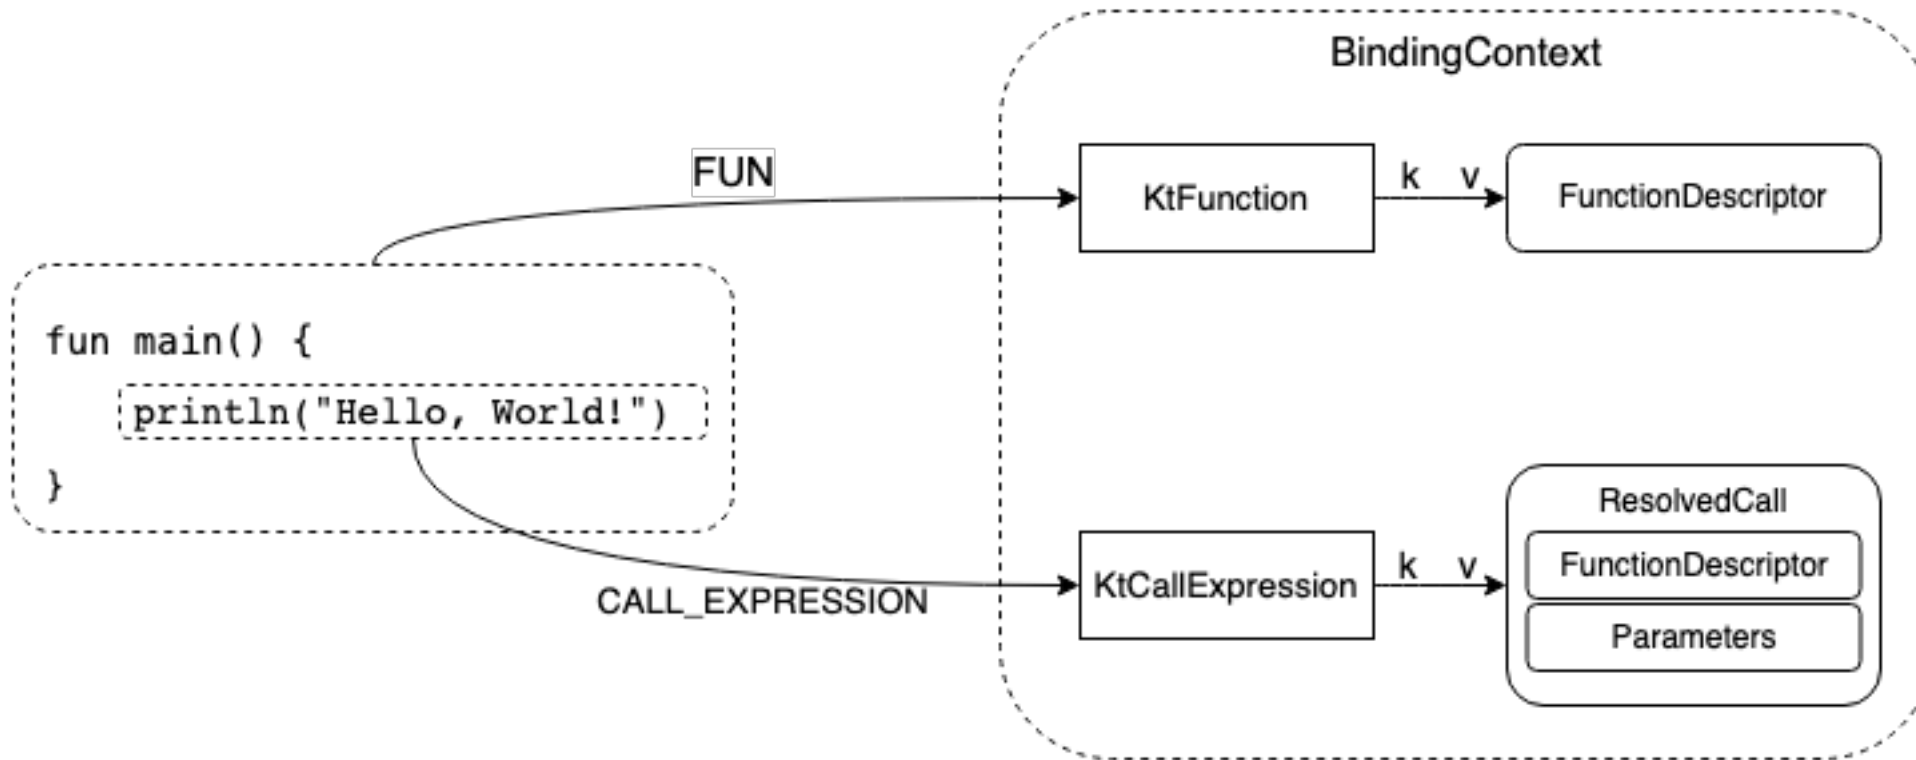 BindingContext
FUN
KtFunction
k v
FunctionDescriptor
fun main() {
println("Hello, World!")
}
CALL_EXPRESSION
KtCallExpression
k v
ResolvedCall
FunctionDescriptor
Parameters